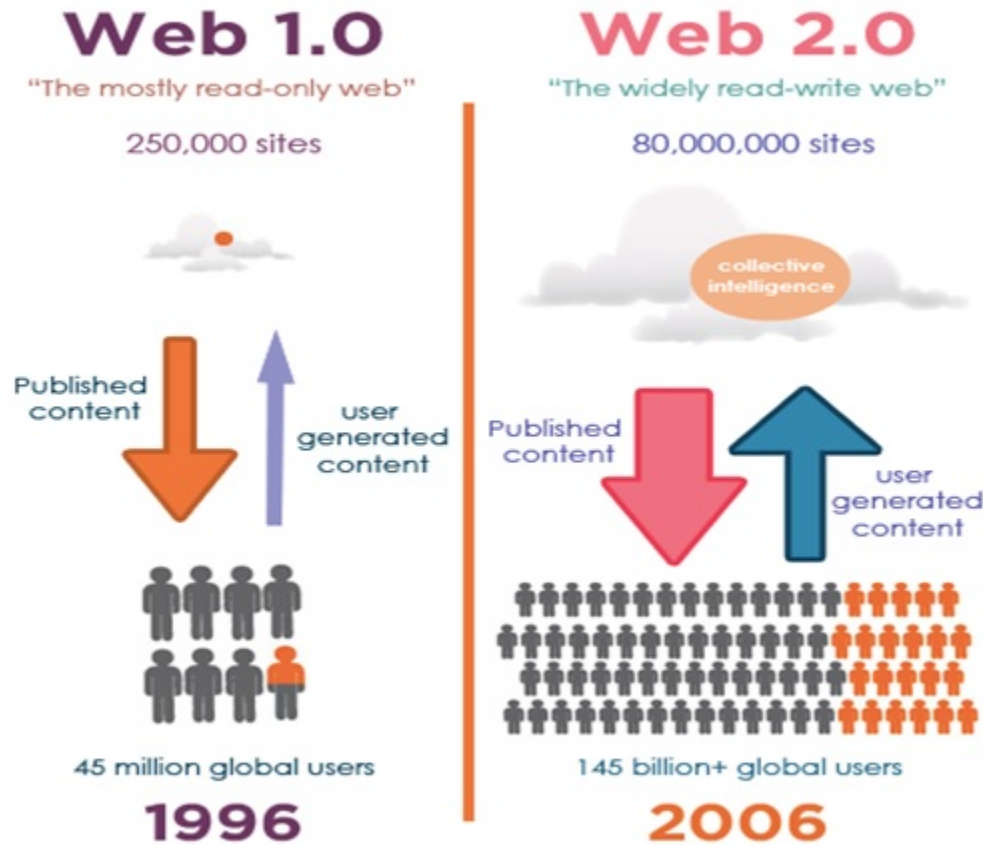 Web 1.0
“The mostly read-only web”
250,000 sites
Published
content
user
generated
content
45 million global users
1996
Web 2.0
“The widely read-write web”
80,000,000 sites
collective
intelligence
Published
content
user
generated
content
145 billion+ global users
2006